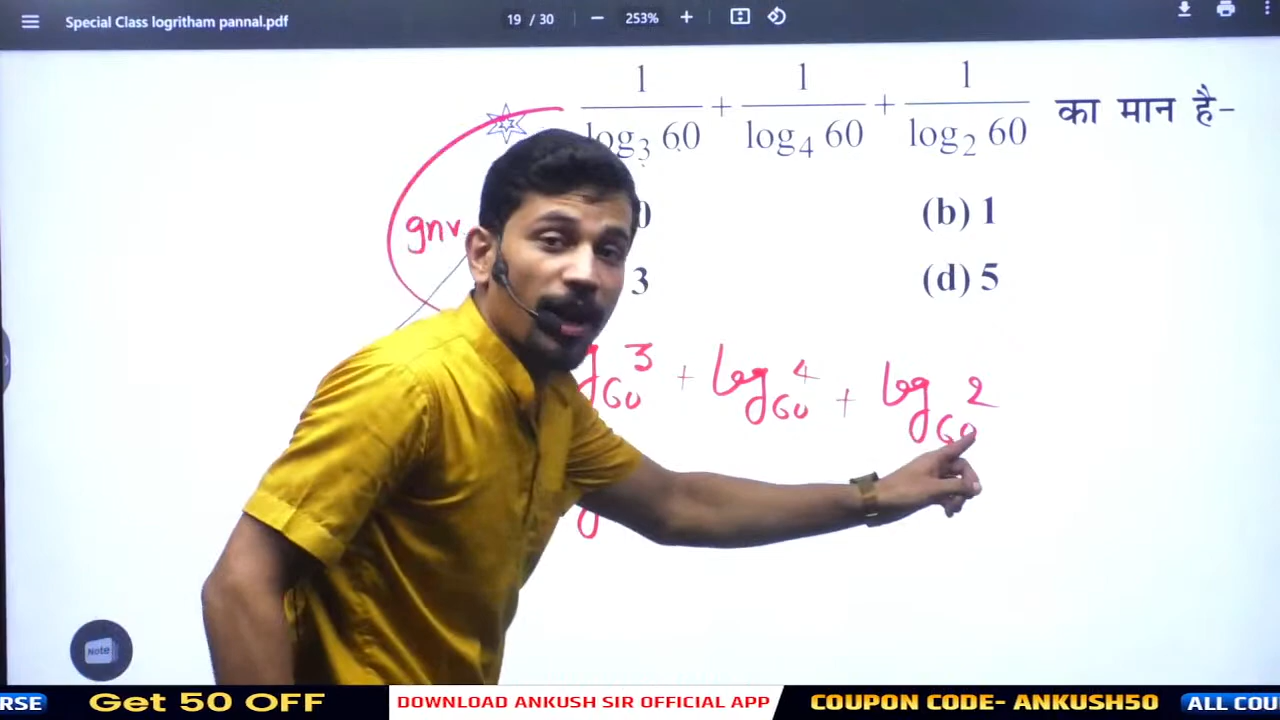 Special Class logritham pannal.pdf 19 / 30 253%
1/log₃ 60 + 1/log₄ 60 + 1/log₂ 60 का मान है-
0 (b) 1
3 (d) 5
gnv.
g₆₀ 3 + log₆₀ 4 + log₆₀ 2
Note
RSE Get 50 OFF DOWNLOAD ANKUSH SIR OFFICIAL APP COUPON CODE- ANKUSH50 ALL COU